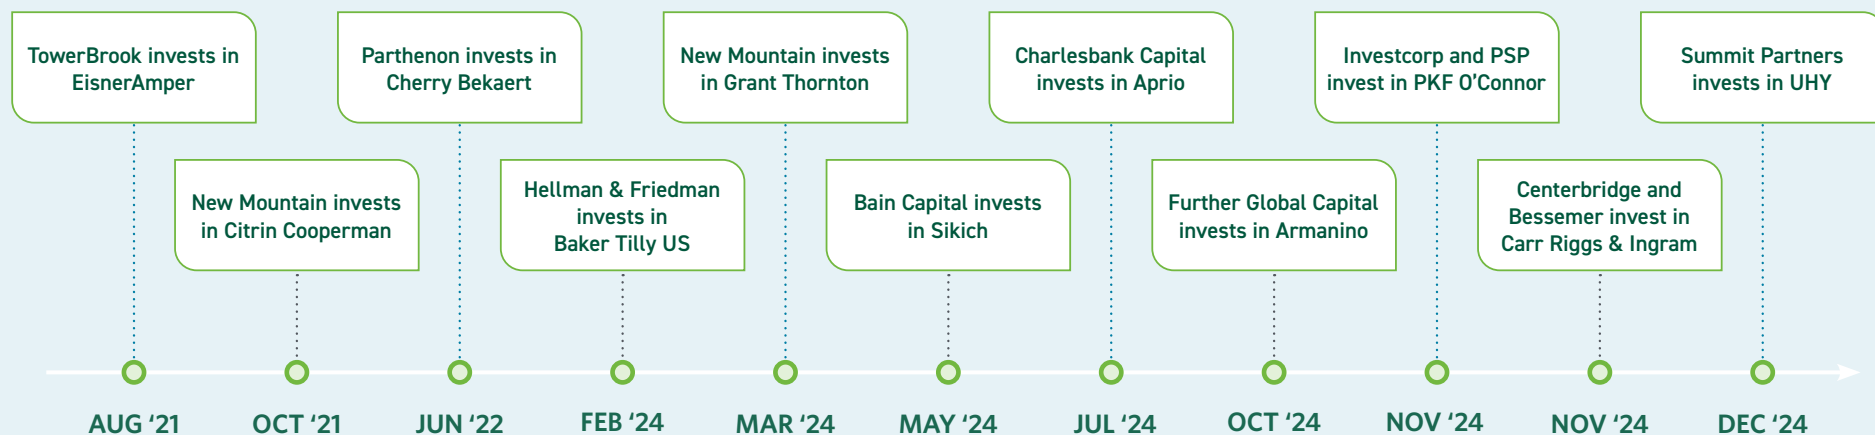 TowerBrook invests in
EisnerAmper
Parthenon invests in
Cherry Bekaert
New Mountain invests
in Grant Thornton
Charlesbank Capital
invests in Aprio
Investcorp and PSP
invest in PKF O’Connor
Summit Partners
invests in UHY
New Mountain invests
in Citrin Cooperman
Hellman & Friedman
invests in
Baker Tilly US
Bain Capital invests
in Sikich
Further Global Capital
invests in Armanino
Centerbridge and
Bessemer invest in
Carr Riggs & Ingram
AUG ‘21
OCT ‘21
JUN ‘22
FEB ‘24
MAR ‘24
MAY ‘24
JUL ‘24
OCT ‘24
NOV ‘24
NOV ‘24
DEC ‘24